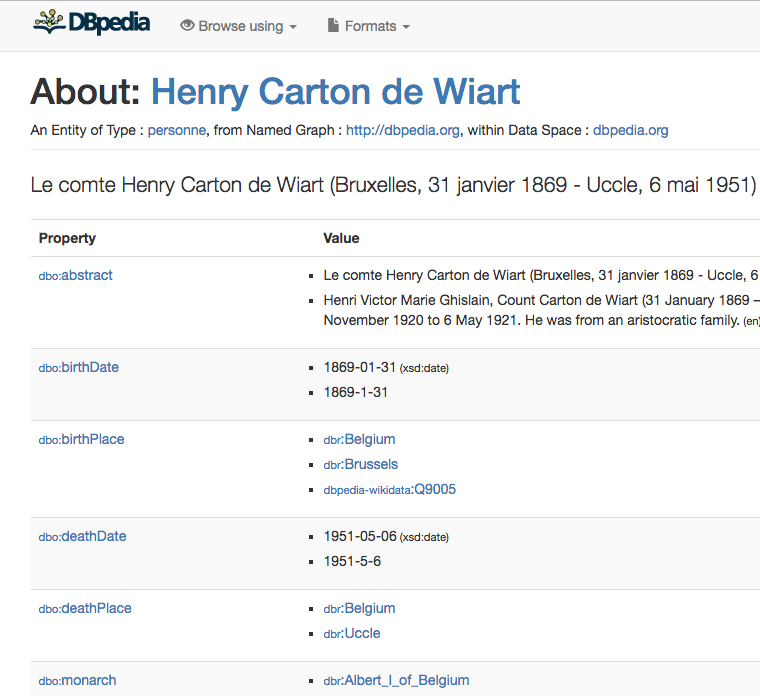 DBpedia Browse using Formats
About: Henry Carton de Wiart
An Entity of Type : personne, from Named Graph : http://dbpedia.org, within Data Space : dbpedia.org
Le comte Henry Carton de Wiart (Bruxelles, 31 janvier 1869 - Uccle, 6 mai 1951)
Property Value
dbo:abstract
Le comte Henry Carton de Wiart (Bruxelles, 31 janvier 1869 - Uccle, 6
Henri Victor Marie Ghislain, Count Carton de Wiart (31 January 1869 –
November 1920 to 6 May 1921. He was from an aristocratic family. (en)
dbo:birthDate
1869-01-31 (xsd:date)
1869-1-31
dbo:birthPlace
dbr:Belgium
dbr:Brussels
dbpedia-wikidata:Q9005
dbo:deathDate
1951-05-06 (xsd:date)
1951-5-6
dbo:deathPlace
dbr:Belgium
dbr:Uccle
dbo:monarch
dbr:Albert_I_of_Belgium